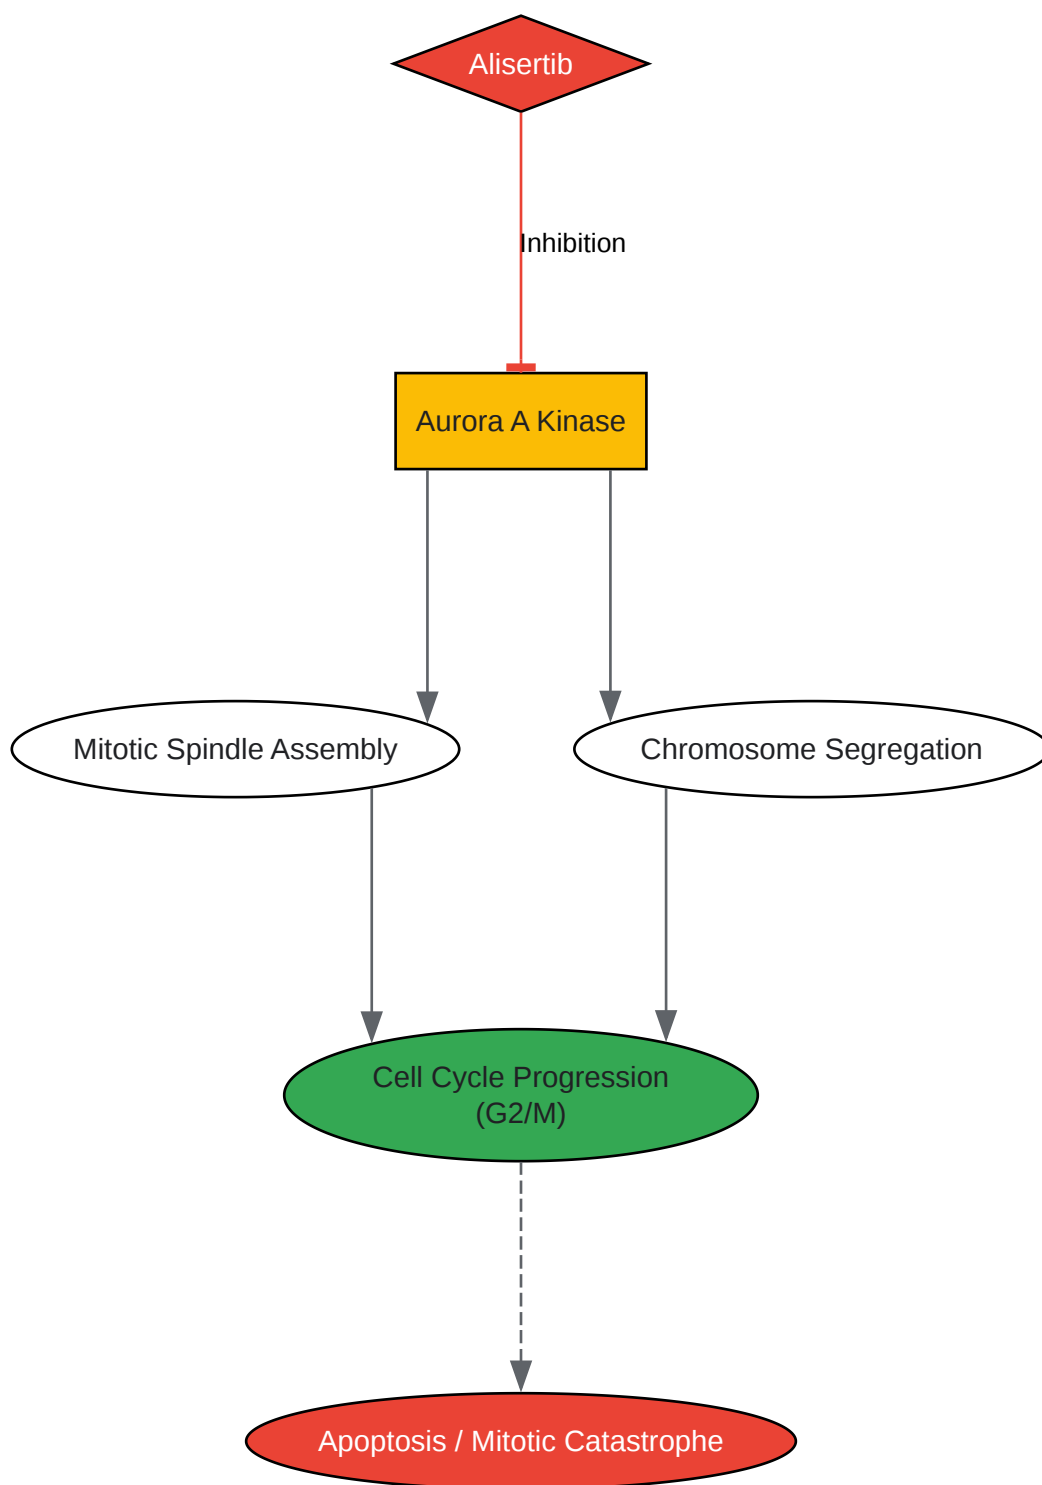 Alisertib
Inhibition
Aurora A Kinase
Mitotic Spindle Assembly
Chromosome Segregation
Cell Cycle Progression
(G2/M)
Apoptosis / Mitotic Catastrophe